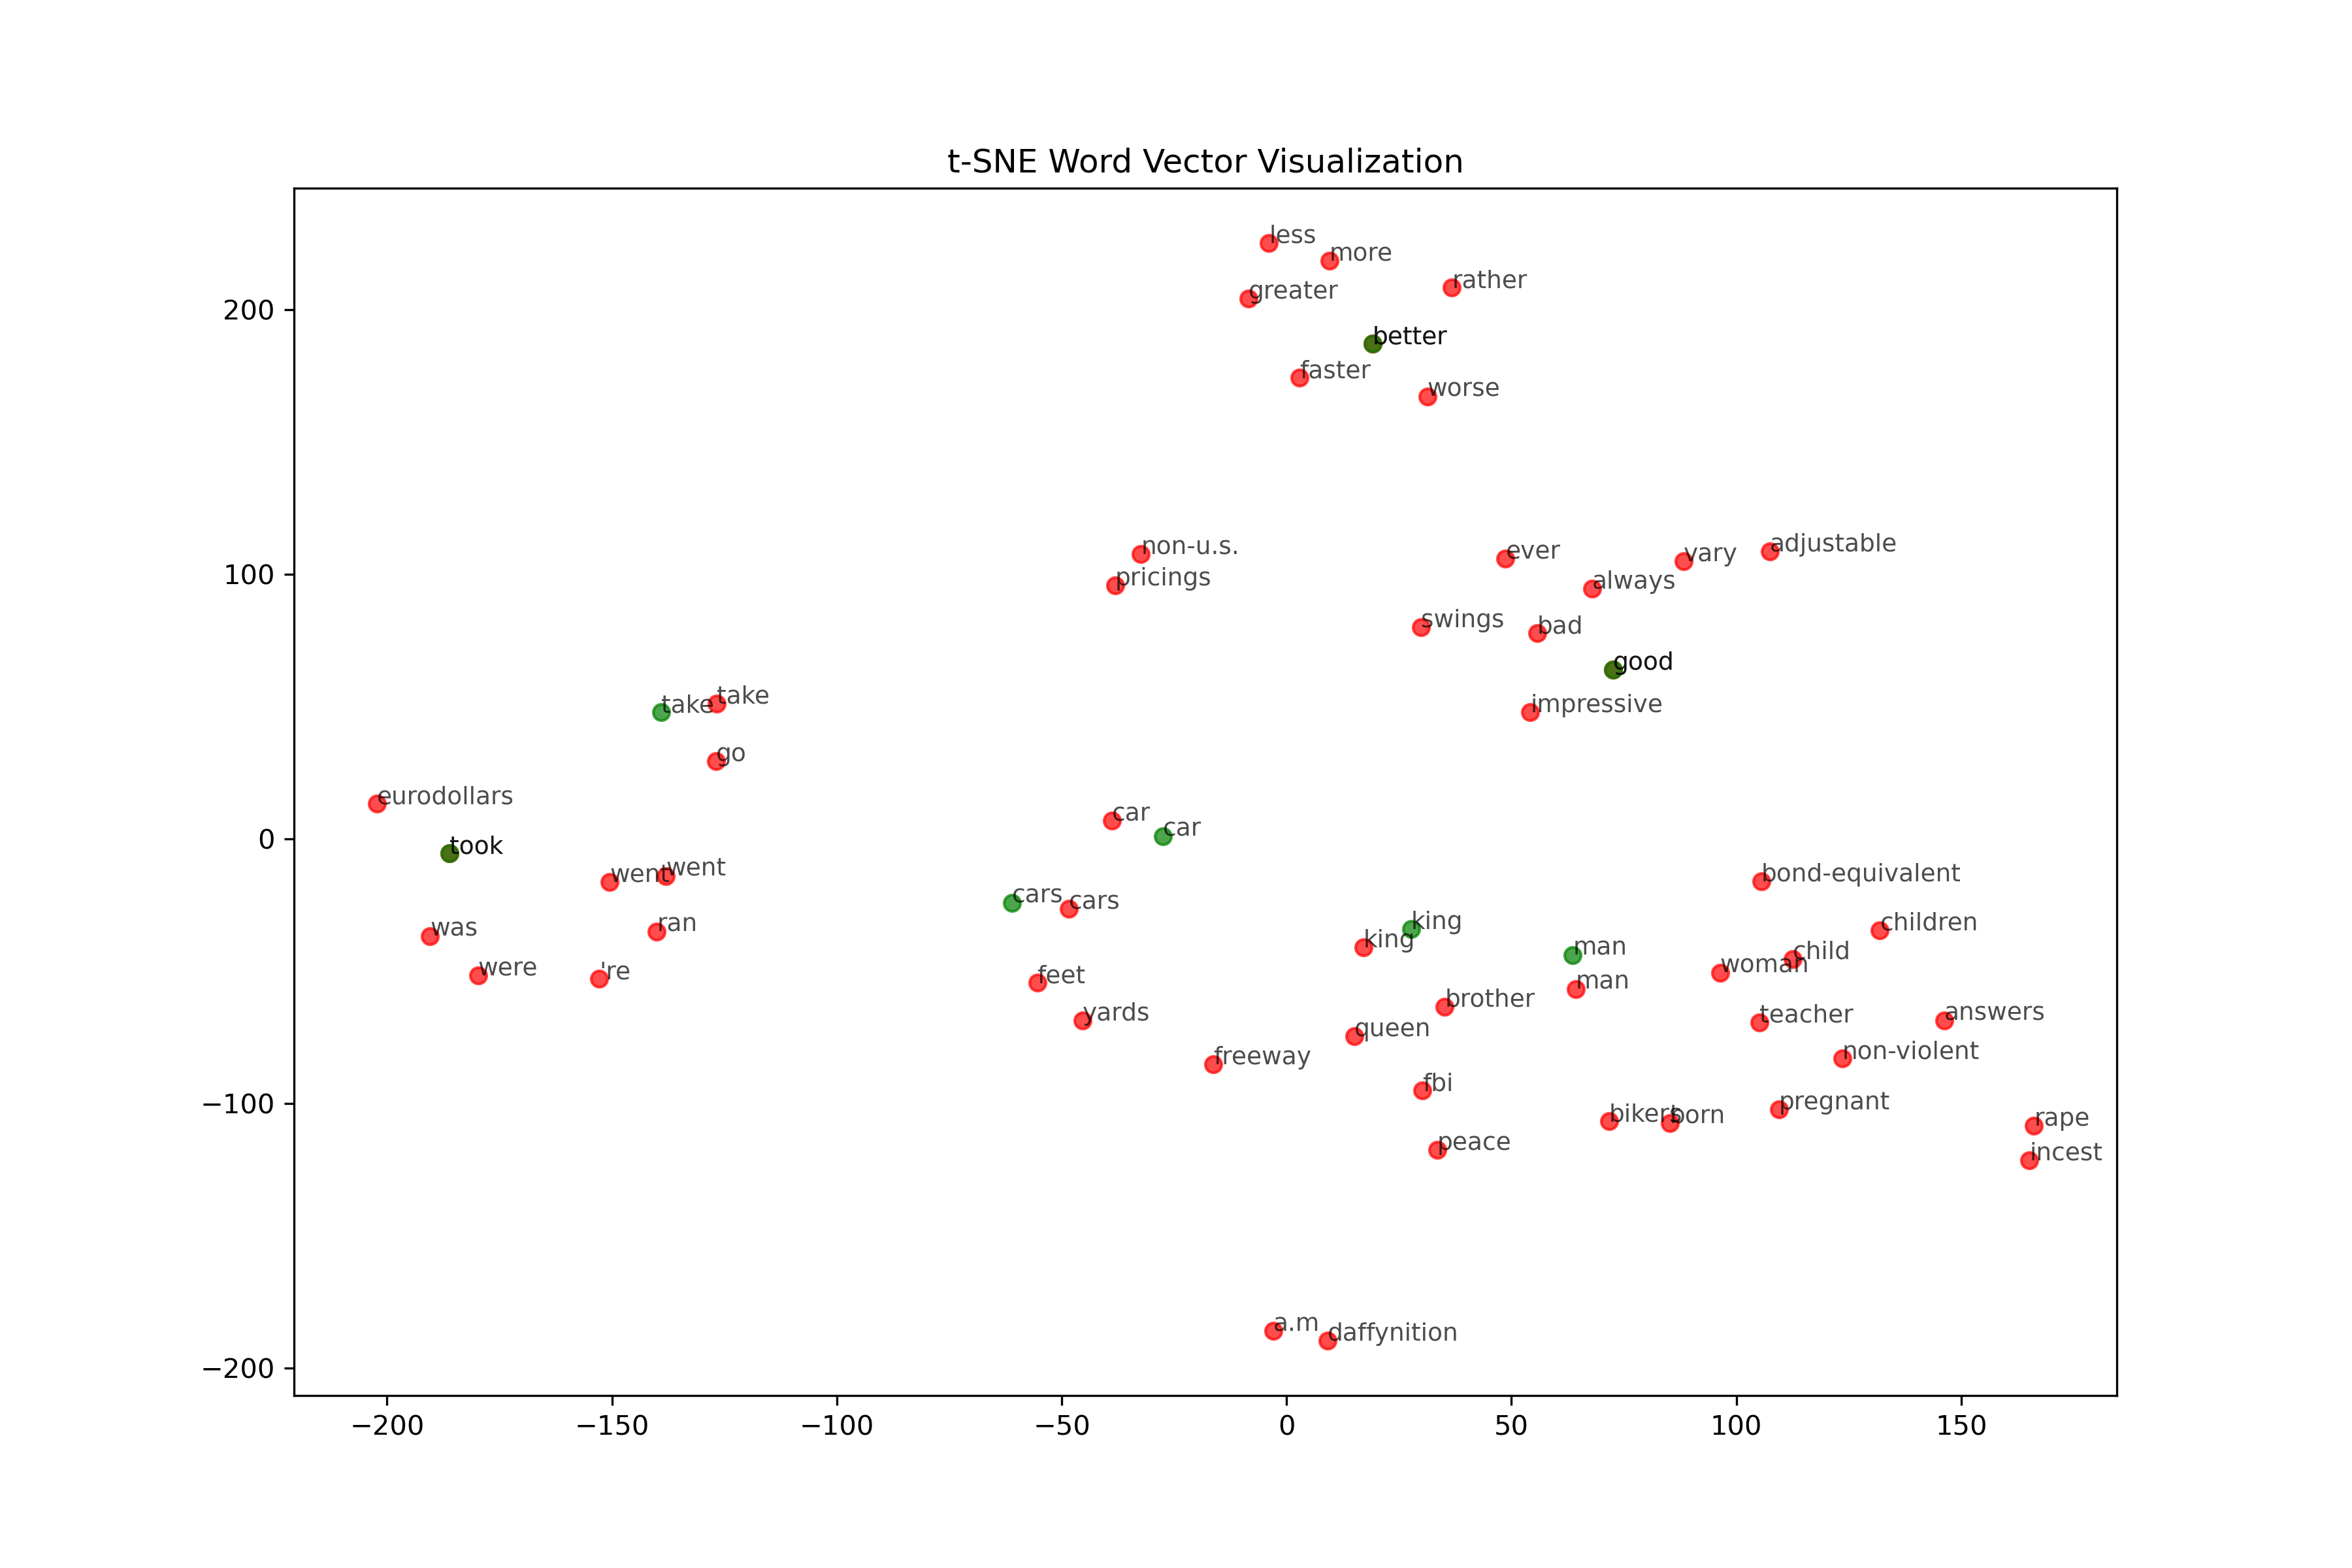 t-SNE Word Vector Visualization
less
more
rather
greater
better
faster
worse
200
non-u.s.
ever
vary
adjustable
100
pricings
always
swings
bad
good
take
take
impressive
go
eurodollars
car
car
0
took
went
went
bond-equivalent
cars
cars
king
children
was
ran
king
man
child
woman
were
're
feet
man
brother
yards
queen
teacher
answers
freeway
non-violent
fbi
pregnant
−100
bikers
born
rape
peace
incest
a.m
daffynition
−200
−200 −150 −100 −50 0 50 100 150